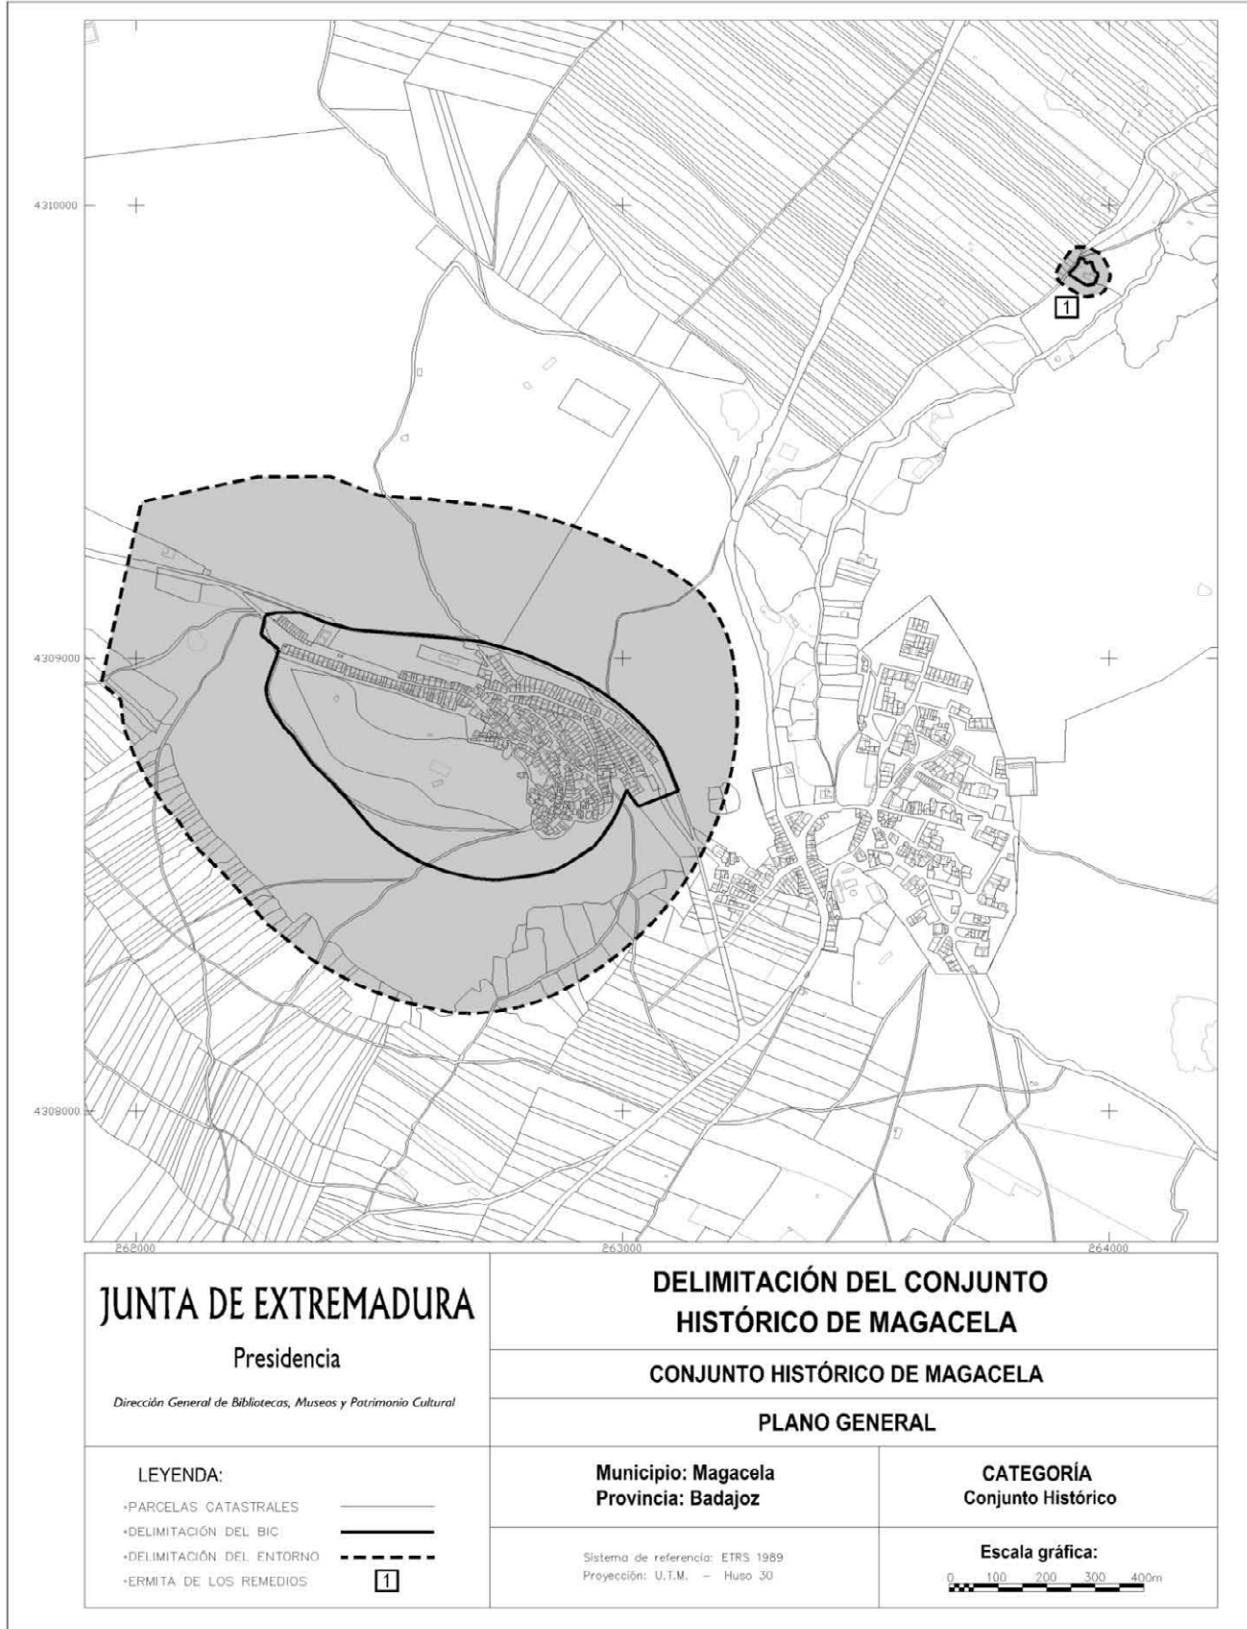 4310000
1
4309000
4308000
262000 263000 264000
JUNTA DE EXTREMADURA
Presidencia
Dirección General de Bibliotecas, Museos y Patrimonio Cultural
DELIMITACIÓN DEL CONJUNTO
HISTÓRICO DE MAGACELA
CONJUNTO HISTÓRICO DE MAGACELA
PLANO GENERAL
LEYENDA:
•PARCELAS CATASTRALES
•DELIMITACIÓN DEL BIC
•DELIMITACIÓN DEL ENTORNO
•ERMITA DE LOS REMEDIOS 1
Municipio: Magacela
Provincia: Badajoz
CATEGORÍA
Conjunto Histórico
Sistema de referencia: ETRS 1989
Proyección: U.T.M. – Huso 30
Escala gráfica:
0 100 200 300 400m